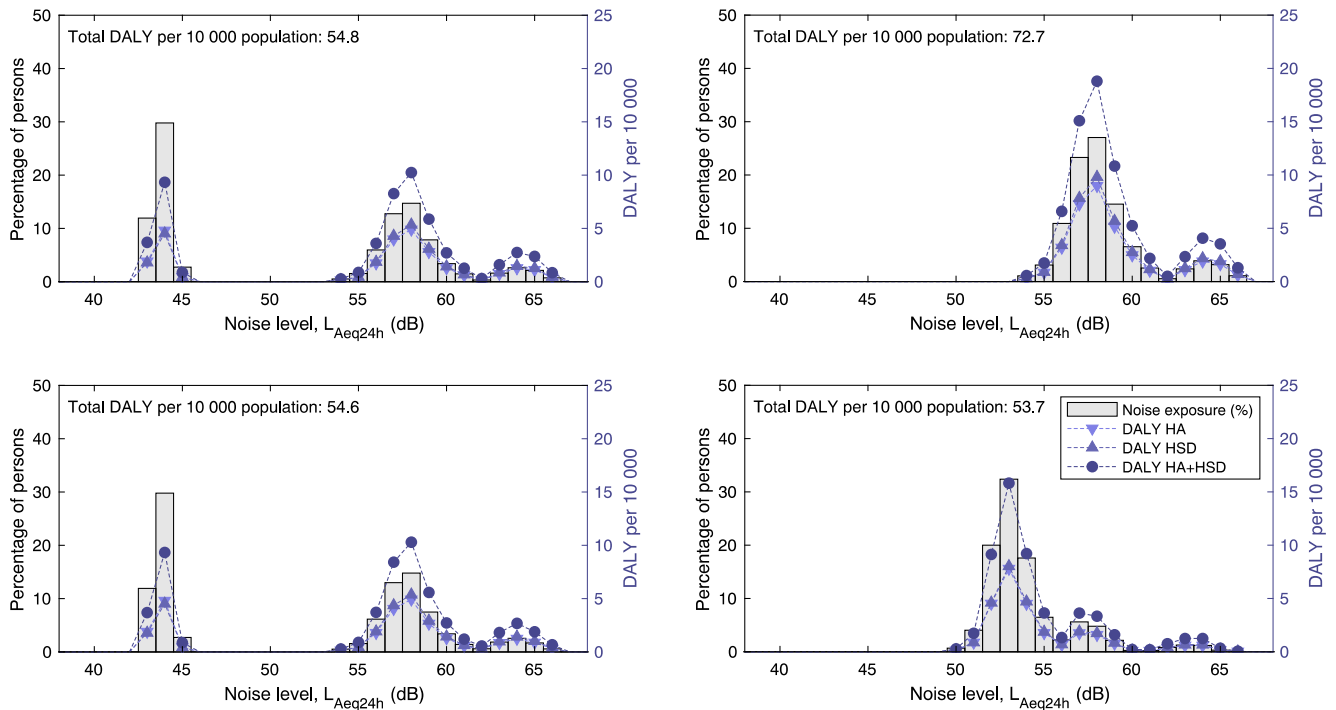 50
40
30
20
10
0
Percentage of persons
Total DALY per 10 000 population: 54.8
25
20
15
10
5
0
DALY per 10 000
40 45 50 55 60 65
Noise level, L_Aeq24h (dB)
50
40
30
20
10
0
Percentage of persons
Total DALY per 10 000 population: 72.7
25
20
15
10
5
0
DALY per 10 000
40 45 50 55 60 65
Noise level, L_Aeq24h (dB)
50
40
30
20
10
0
Percentage of persons
Total DALY per 10 000 population: 54.6
25
20
15
10
5
0
DALY per 10 000
40 45 50 55 60 65
Noise level, L_Aeq24h (dB)
50
40
30
20
10
0
Percentage of persons
Total DALY per 10 000 population: 53.7
Noise exposure (%)
DALY HA
DALY HSD
DALY HA+HSD
25
20
15
10
5
0
DALY per 10 000
40 45 50 55 60 65
Noise level, L_Aeq24h (dB)